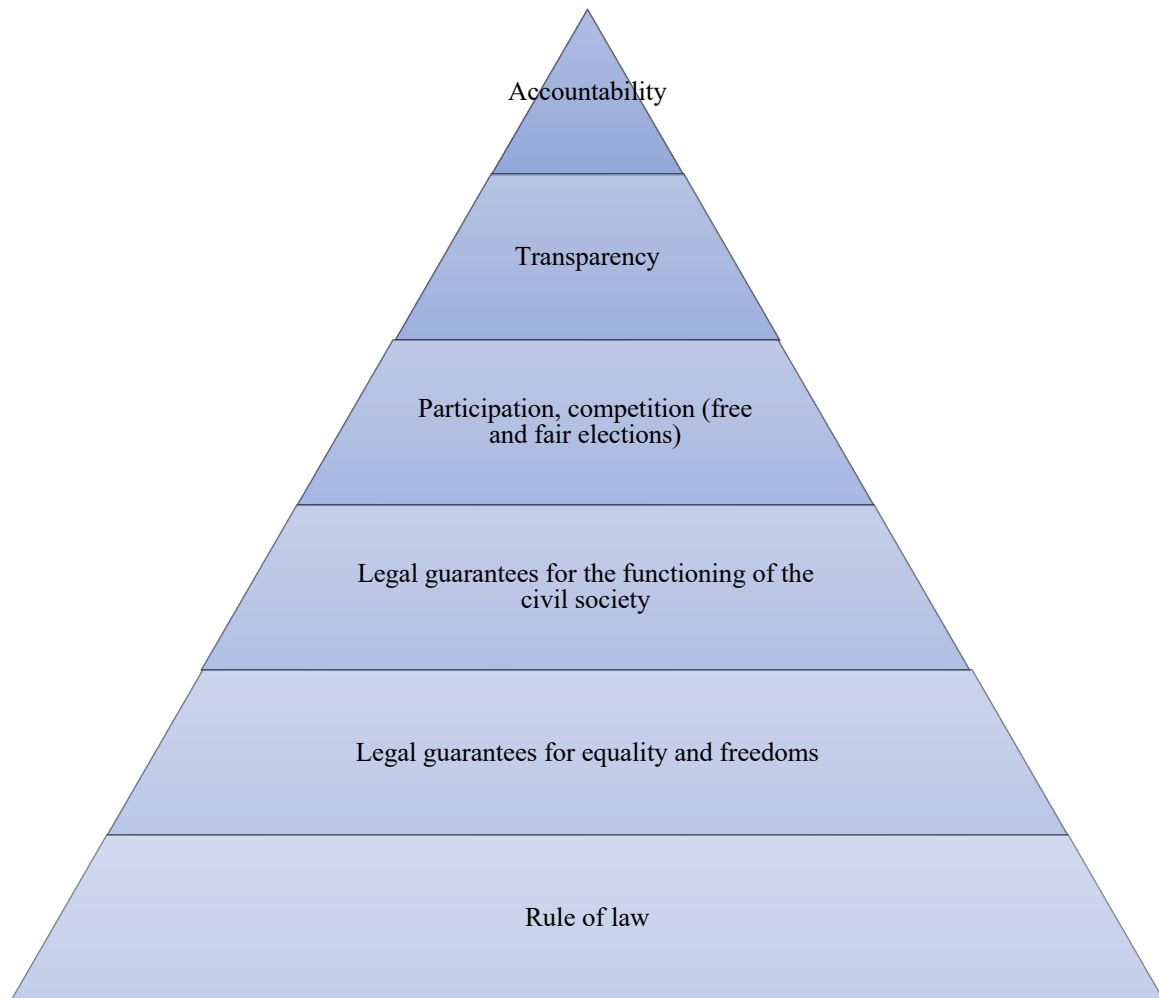 Accountability
Transparency
Participation, competition (free
and fair elections)
Legal guarantees for the functioning of the
civil society
Legal guarantees for equality and freedoms
Rule of law